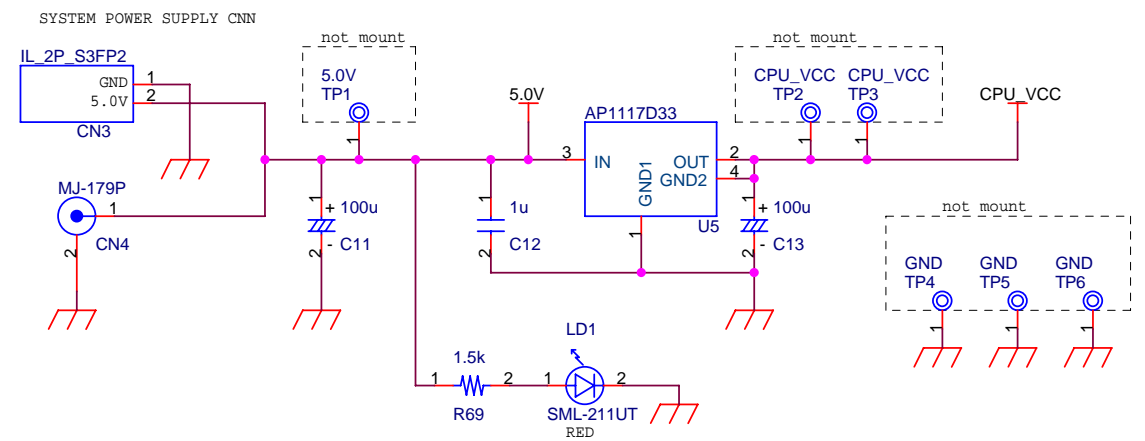 SYSTEM POWER SUPPLY CNN
IL_2P_S3FP2
GND 1
5.0V 2
CN3
not mount
5.0V
TP1
1
5.0V
AP1117D33
3 IN
GND1
1
OUT 2
GND2 4
U5
not mount
CPU_VCC CPU_VCC
TP2 TP3
1 1
CPU_VCC
MJ-179P
1
2
CN4
1
+ 100u
2 - C11
1
1u
2 C12
1
+ 100u
2 - C13
not mount
GND GND GND
TP4 TP5 TP6
1 1 1
LD1
1.5k
1 2 1 2
R69 SML-211UT
RED